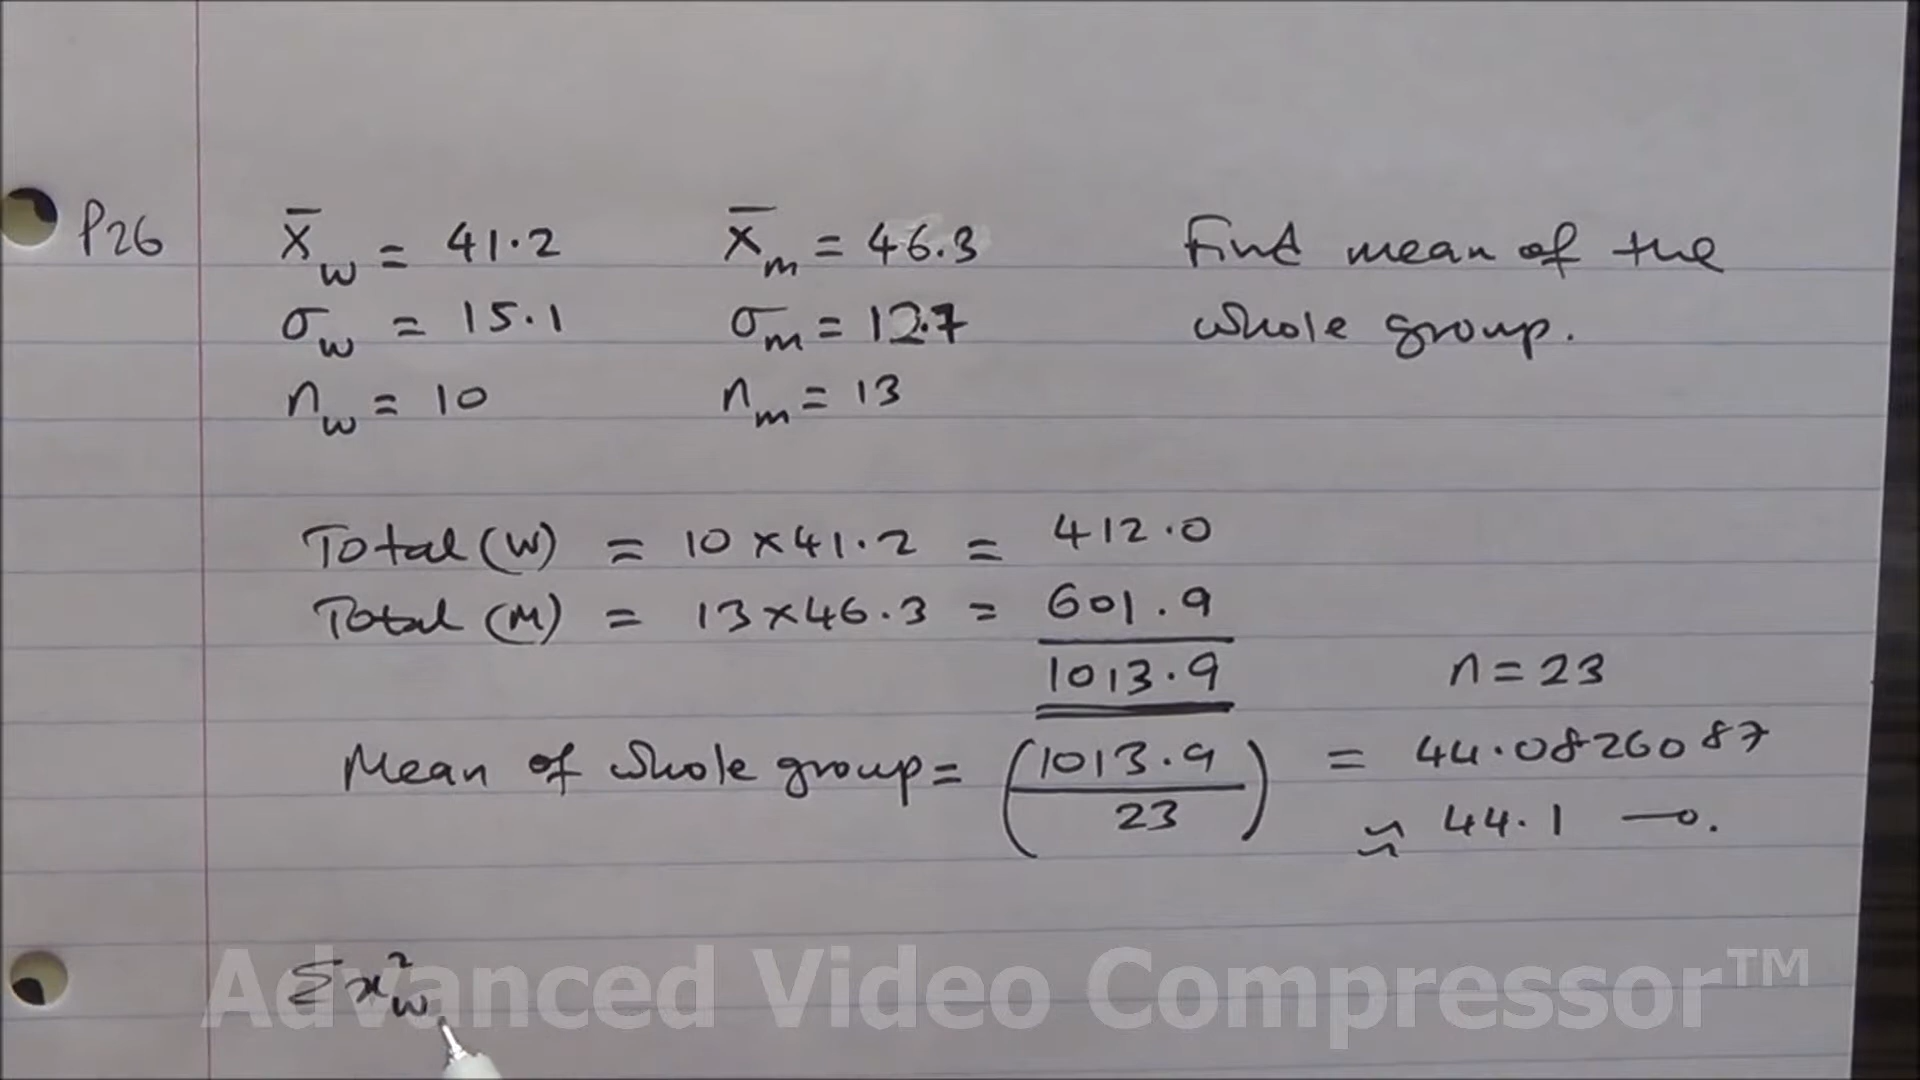 P26 x̄w = 41.2 x̄m = 46.3 Find mean of the
σw = 15.1 σm = 12.7 whole group.
nw = 10 nm = 13
Total (W) = 10 × 41.2 = 412.0
Total (M) = 13 × 46.3 = 601.9
1013.9 n = 23
Mean of whole group = (1013.9 / 23) = 44.0826087
≈ 44.1
Σx²w
Advanced Video Compressor™